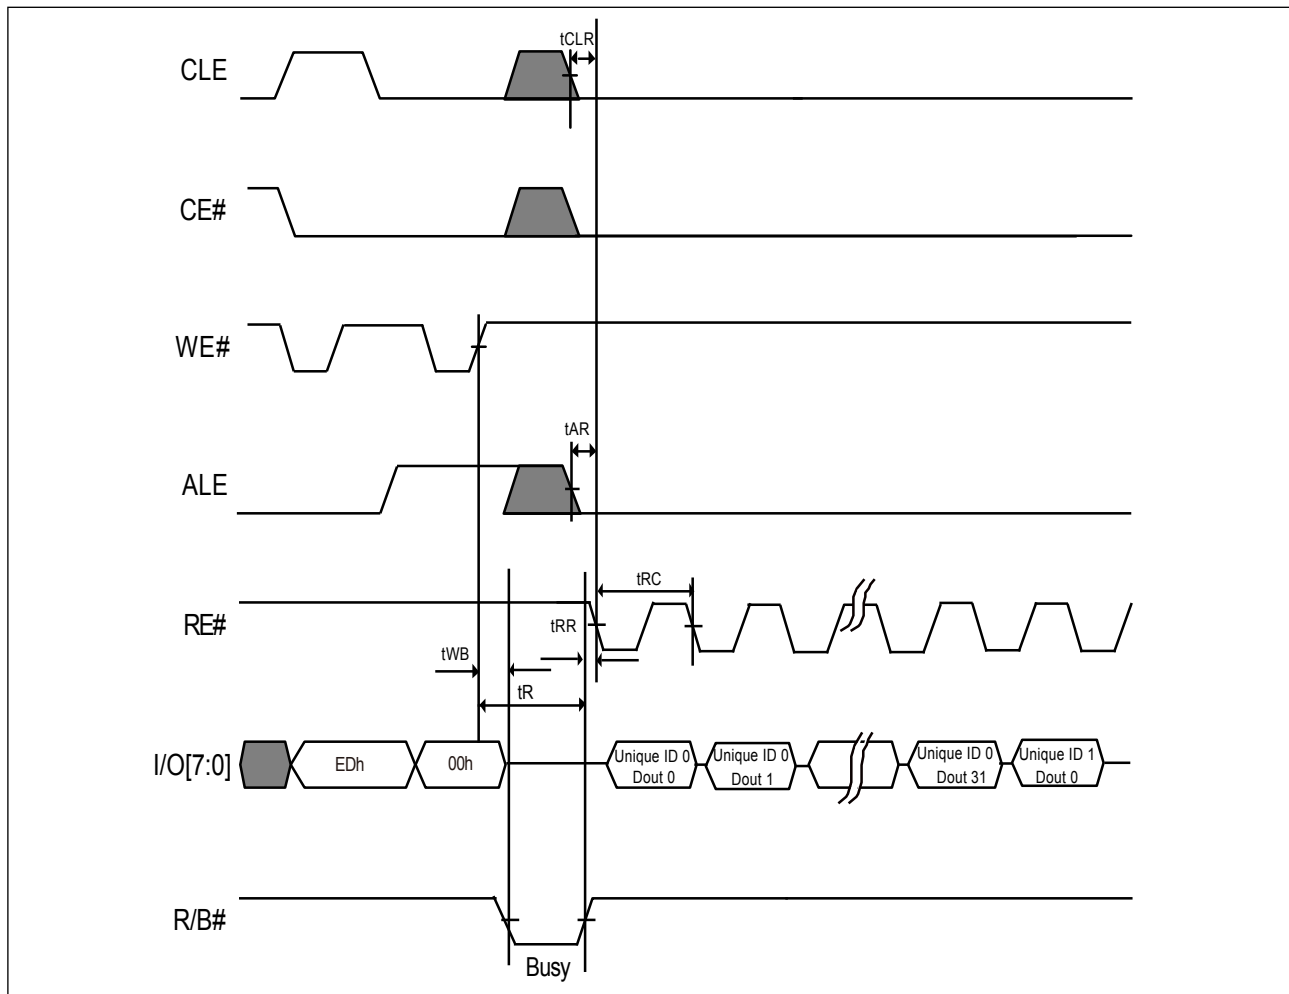 tCLR
CLE
CE#
WE#
tAR
ALE
tRC
RE#
tRR
tWB
tR
I/O[7:0]
EDh
00h
Unique ID 0
Dout 0
Unique ID 0
Dout 1
Unique ID 0
Dout 31
Unique ID 1
Dout 0
R/B#
Busy